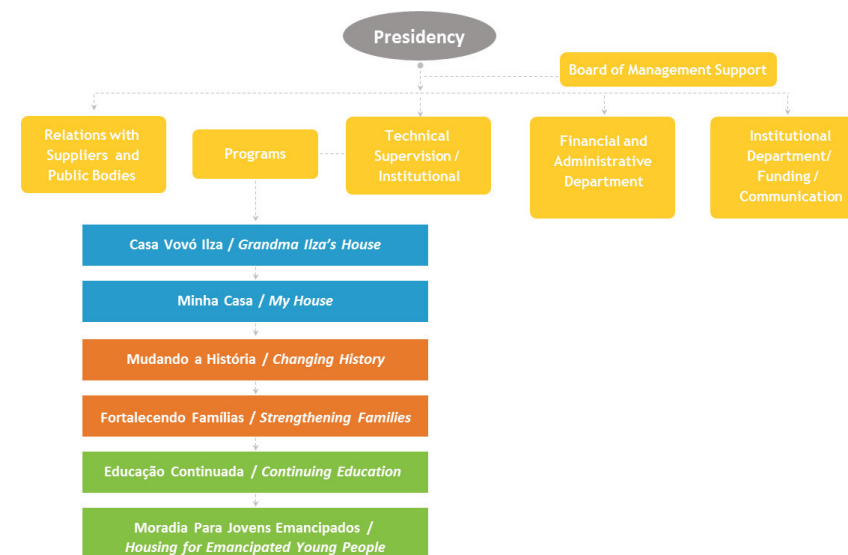 Presidency
Board of Management Support
Relations with
Suppliers and
Public Bodies
Programs
Technical
Supervision /
Institutional
Financial and
Administrative
Department
Institutional
Department/
Funding /
Communication
Casa Vovó Ilza / Grandma Ilza's House
Minha Casa / My House
Mudando a História / Changing History
Fortalecendo Famílias / Strengthening Families
Educação Continuada / Continuing Education
Moradia Para Jovens Emancipados /
Housing for Emancipated Young People